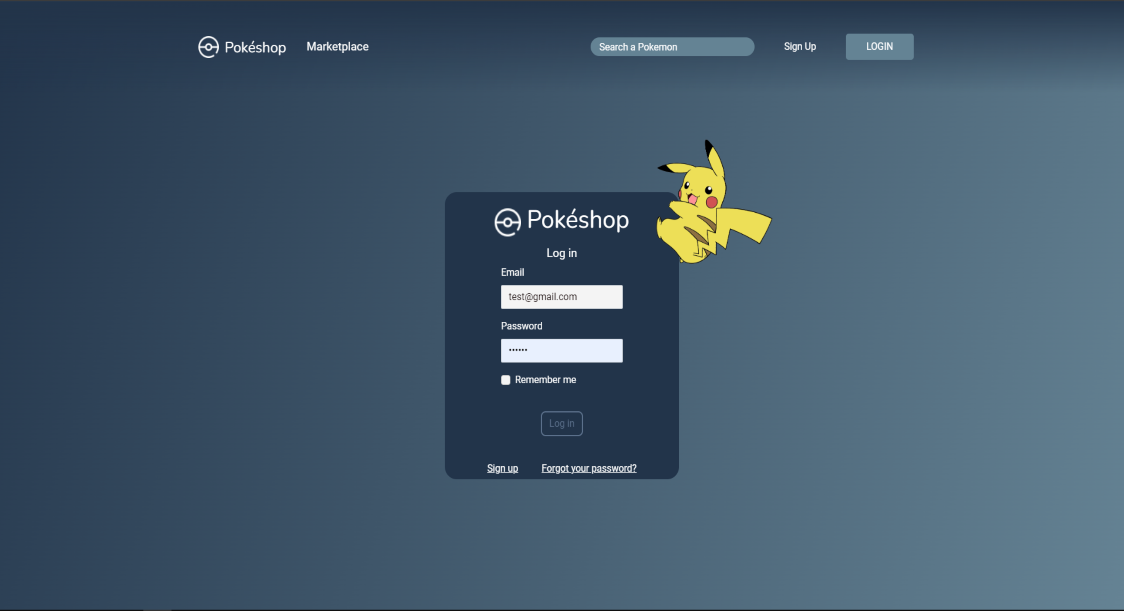 Pokéshop
Marketplace
Search a Pokemon
Sign Up
LOGIN
Pokéshop
Log in
Email
test@gmail.com
Password
••••••
Remember me
Log in
Sign up
Forgot your password?